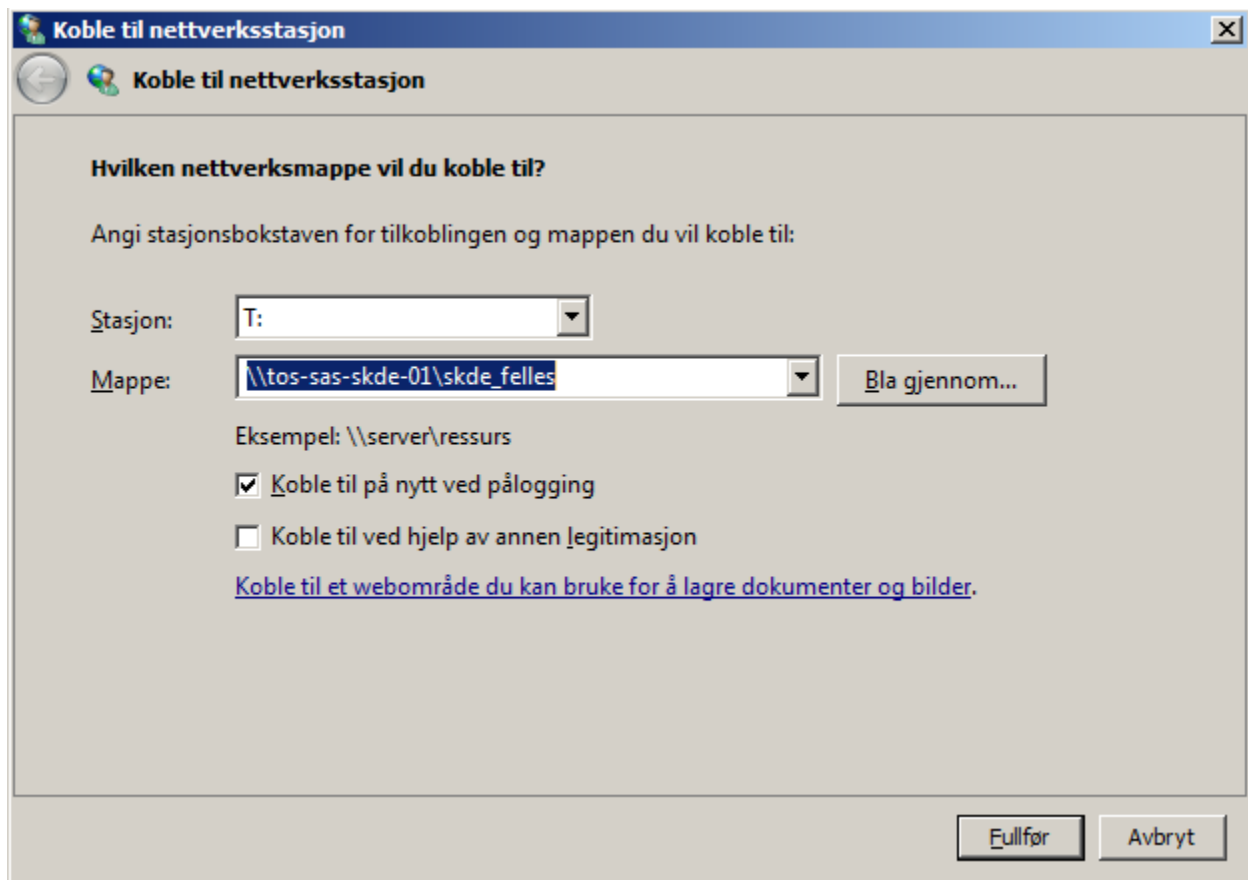 Koble til nettverksstasjon
Koble til nettverksstasjon
Hvilken nettverksmappe vil du koble til?
Angi stasjonsbokstaven for tilkoblingen og mappen du vil koble til:
Stasjon: T:
Mappe: \\tos-sas-skde-01\skde_felles Bla gjennom...
Eksempel: \\server\ressurs
Koble til på nytt ved pålogging
Koble til ved hjelp av annen legitimasjon
Koble til et webområde du kan bruke for å lagre dokumenter og bilder.
Fullfør Avbryt